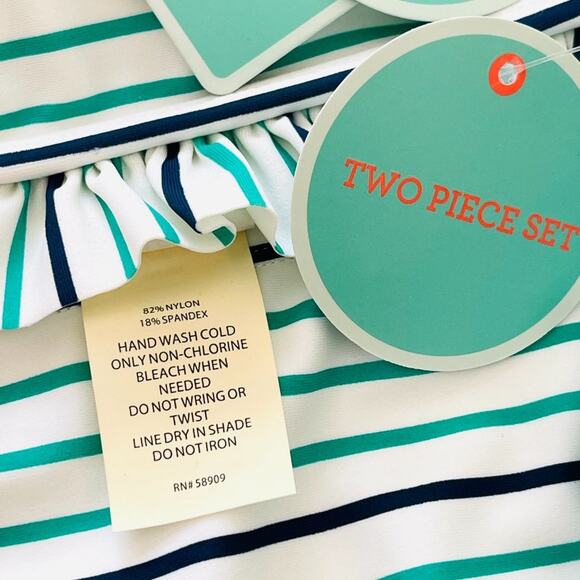 TWO PIECE SET
82% NYLON
18% SPANDEX
HAND WASH COLD
ONLY NON-CHLORINE
BLEACH WHEN
NEEDED
DO NOT WRING OR
TWIST
LINE DRY IN SHADE
DO NOT IRON
RN# 58909